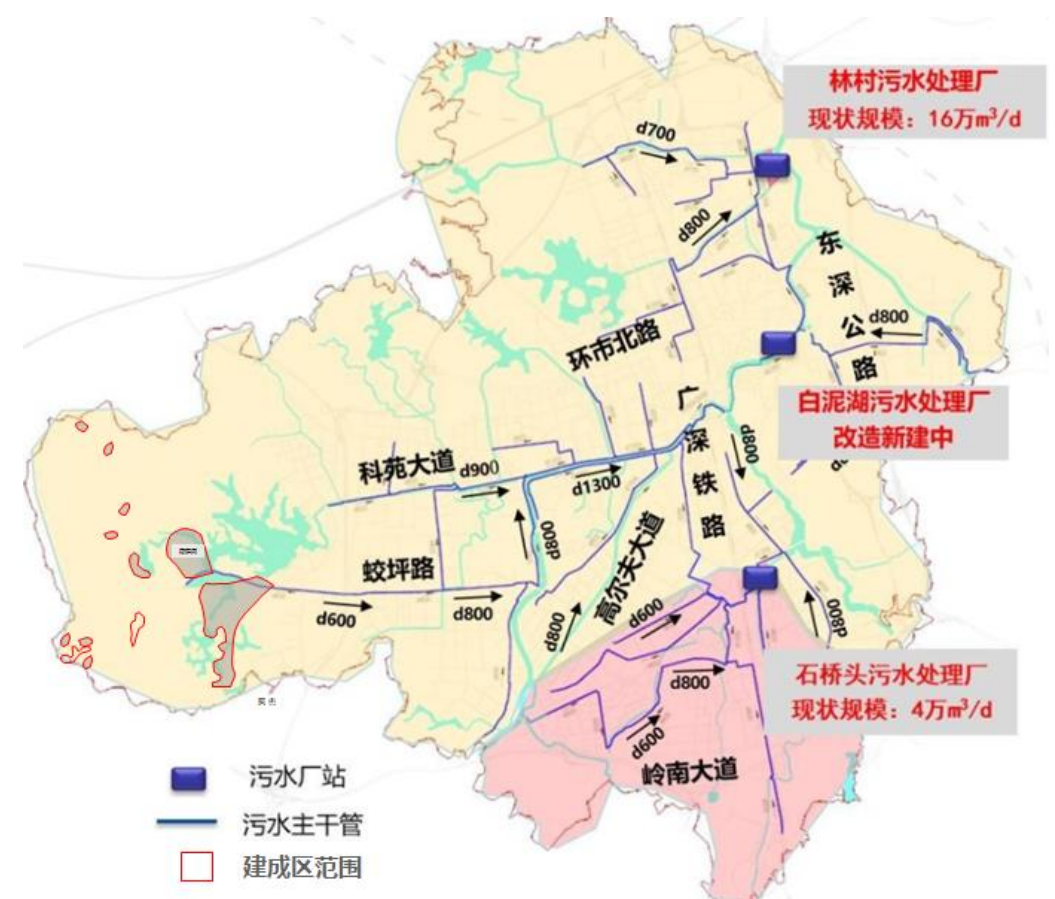 林村污水处理厂
现状规模：16万m³/d
d700
d800
东深公路
d800
环市北路
白泥湖污水处理厂
改造新建中
广深铁路
d800
科苑大道
d900
d1300
d800
蛟坪路
d600
d800
高尔夫大道
d800
d600
d800
石桥头污水处理厂
现状规模：4万m³/d
d800
d600
岭南大道
污水厂站
污水主干管
建成区范围